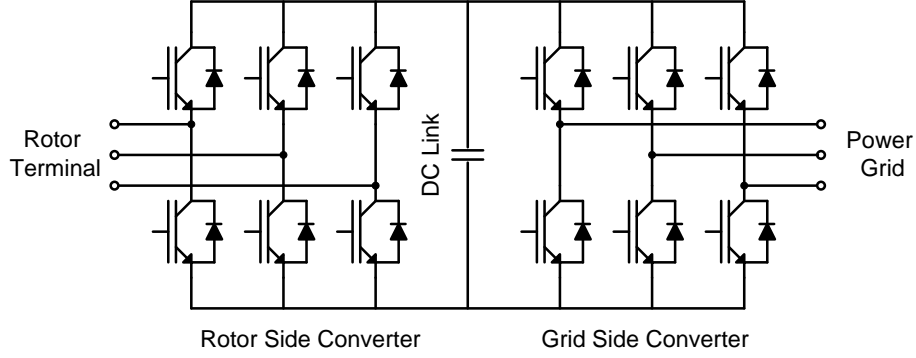 Rotor
Terminal
DC Link
Power
Grid
Rotor Side Converter
Grid Side Converter